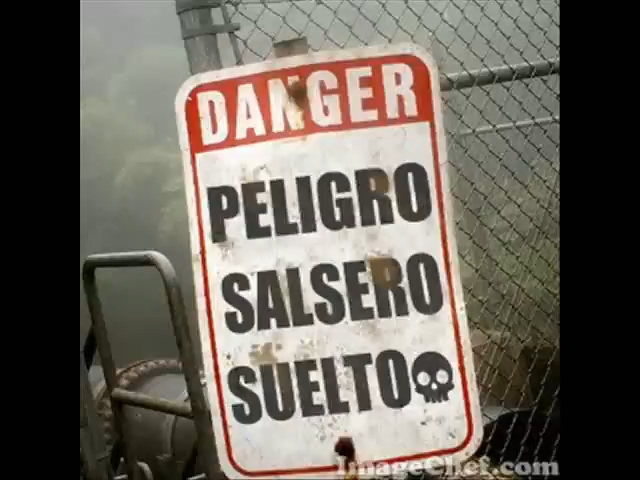 DANGER
PELIGRO
SALSERO
SUELTO
ImageChef.com